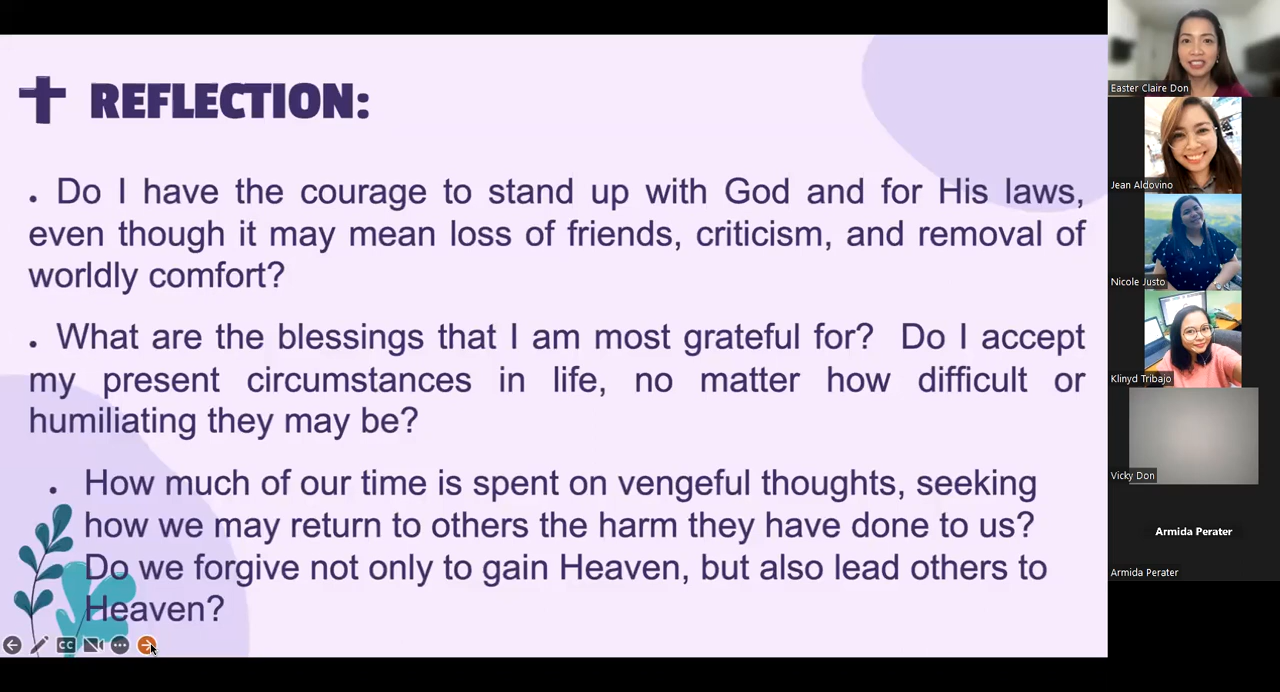 REFLECTION:
. Do I have the courage to stand up with God and for His laws,
even though it may mean loss of friends, criticism, and removal of
worldly comfort?
. What are the blessings that I am most grateful for? Do I accept
my present circumstances in life, no matter how difficult or
humiliating they may be?
. How much of our time is spent on vengeful thoughts, seeking
how we may return to others the harm they have done to us?
Do we forgive not only to gain Heaven, but also lead others to
Heaven?
CC
Easter Claire Don
Jean Aldovino
Nicole Justo
Klinyd Tribajo
Vicky Don
Armida Perater
Armida Perater